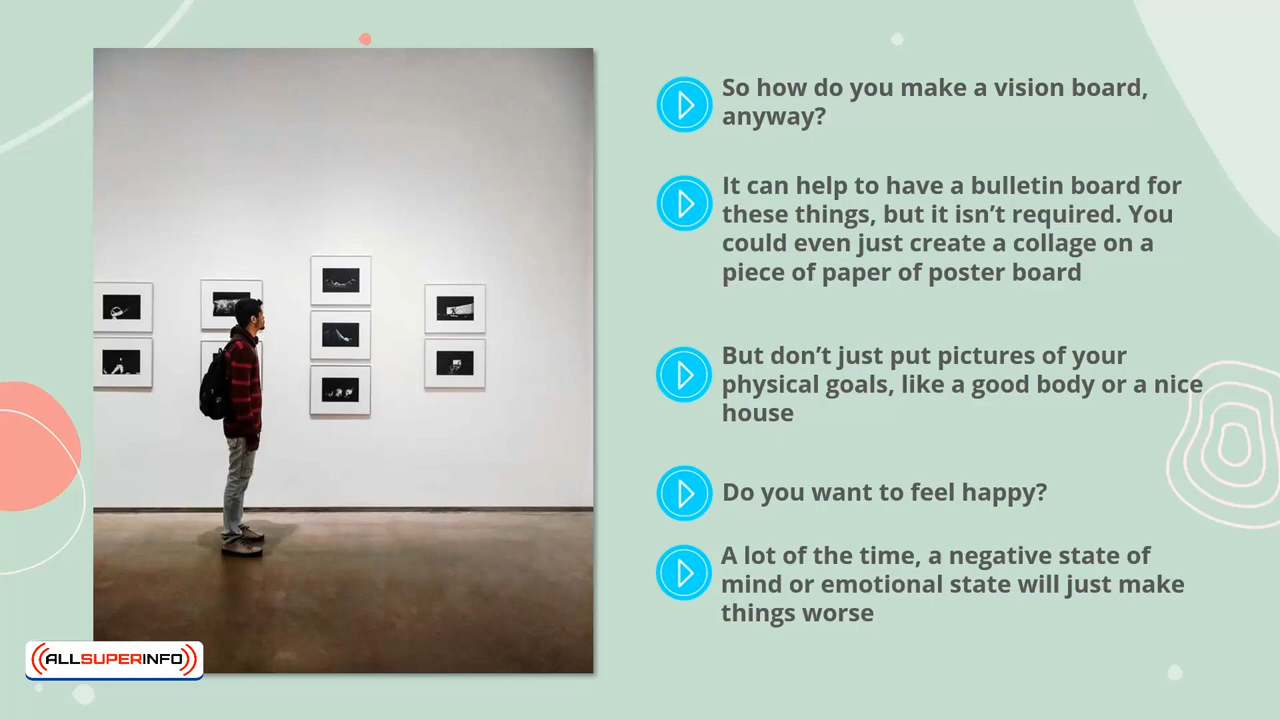 So how do you make a vision board,
anyway?
It can help to have a bulletin board for
these things, but it isn’t required. You
could even just create a collage on a
piece of paper of poster board
But don’t just put pictures of your
physical goals, like a good body or a nice
house
Do you want to feel happy?
A lot of the time, a negative state of
mind or emotional state will just make
things worse
ALLSUPERINFO